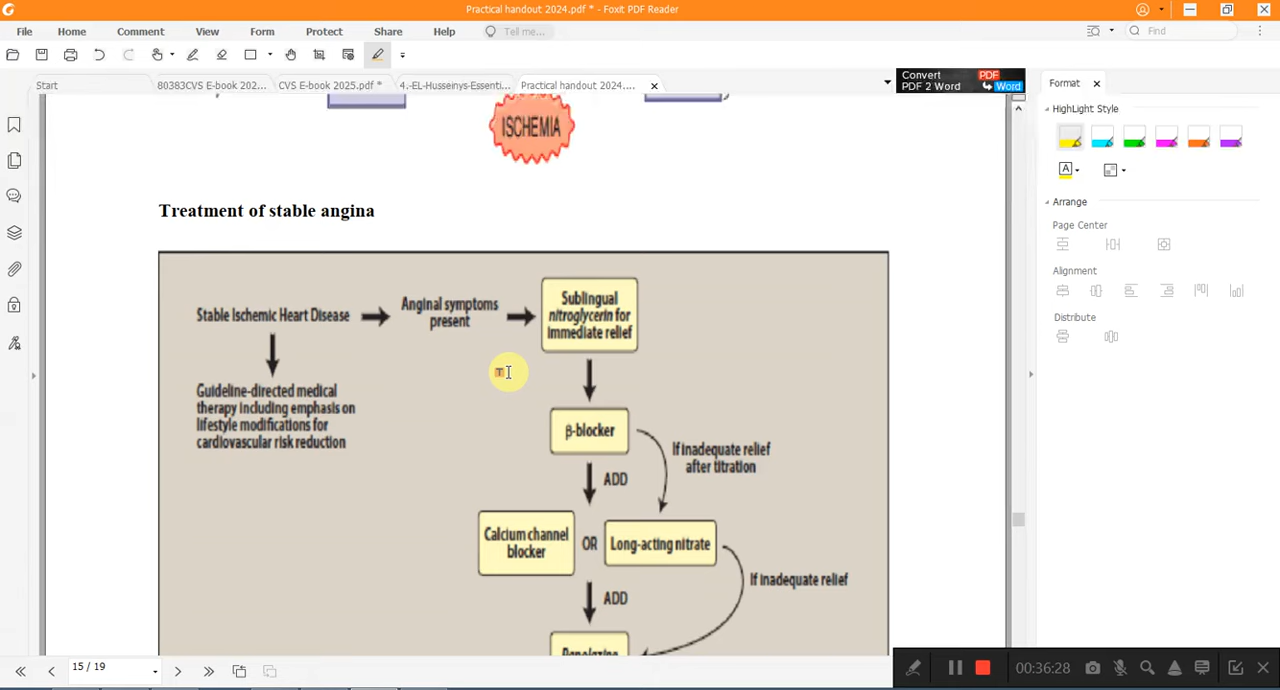 Practical handout 2024.pdf * - Foxit PDF Reader
File Home Comment View Form Protect Share Help Tell me... Find
Start 80383CVS E-book 202... CVS E-book 2025.pdf * 4.-EL-Husseinys-Essenti... Practical handout 2024....
Convert PDF
PDF 2 Word Word
Format
HighLight Style
Arrange
Page Center
Alignment
Distribute
ISCHEMIA
Treatment of stable angina
Stable Ischemic Heart Disease
Anginal symptoms
present
Sublingual
nitroglycerin for
immediate relief
Guideline-directed medical
therapy including emphasis on
lifestyle modifications for
cardiovascular risk reduction
β-blocker
If inadequate relief
after titration
ADD
Calcium channel
blocker
OR
Long-acting nitrate
If inadequate relief
ADD
Ranolazine
15 / 19
00:36:28